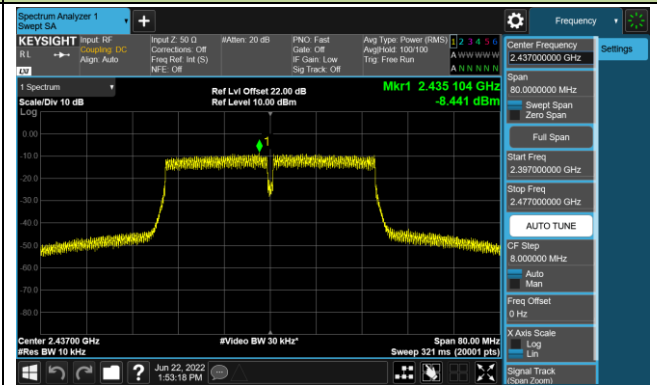 Spectrum Analyzer 1
Swept SA
+
Frequency
KEYSIGHT
R L
Input: RF
Coupling: DC
Align: Auto
Input Z: 50 Ω
Corrections: Off
Freq Ref: Int (S)
NFE: Off
#Atten: 20 dB
PNO: Fast
Gate: Off
IF Gain: Low
Sig Track: Off
Avg Type: Power (RMS)
Avg|Hold: 100/100
Trig: Free Run
1 2 3 4 5 6
A W W W W W
A N N N N N
1 Spectrum
Scale/Div 10 dB
Log
Ref Lvl Offset 22.00 dB
Ref Level 10.00 dBm
Mkr1 2.435 104 GHz
-8.441 dBm
1
0.00
-10.0
-20.0
-30.0
-40.0
-50.0
-60.0
-70.0
-80.0
Center 2.43700 GHz
#Res BW 10 kHz
#Video BW 30 kHz*
Span 80.00 MHz
Sweep 321 ms (20001 pts)
Jun 22, 2022
1:53:18 PM
?
Center Frequency
2.437000000 GHz
Settings
Span
80.0000000 MHz
Swept Span
Zero Span
Full Span
Start Freq
2.397000000 GHz
Stop Freq
2.477000000 GHz
AUTO TUNE
CF Step
8.000000 MHz
Auto
Man
Freq Offset
0 Hz
X Axis Scale
Log
Lin
Signal Track
(Span Zoom)